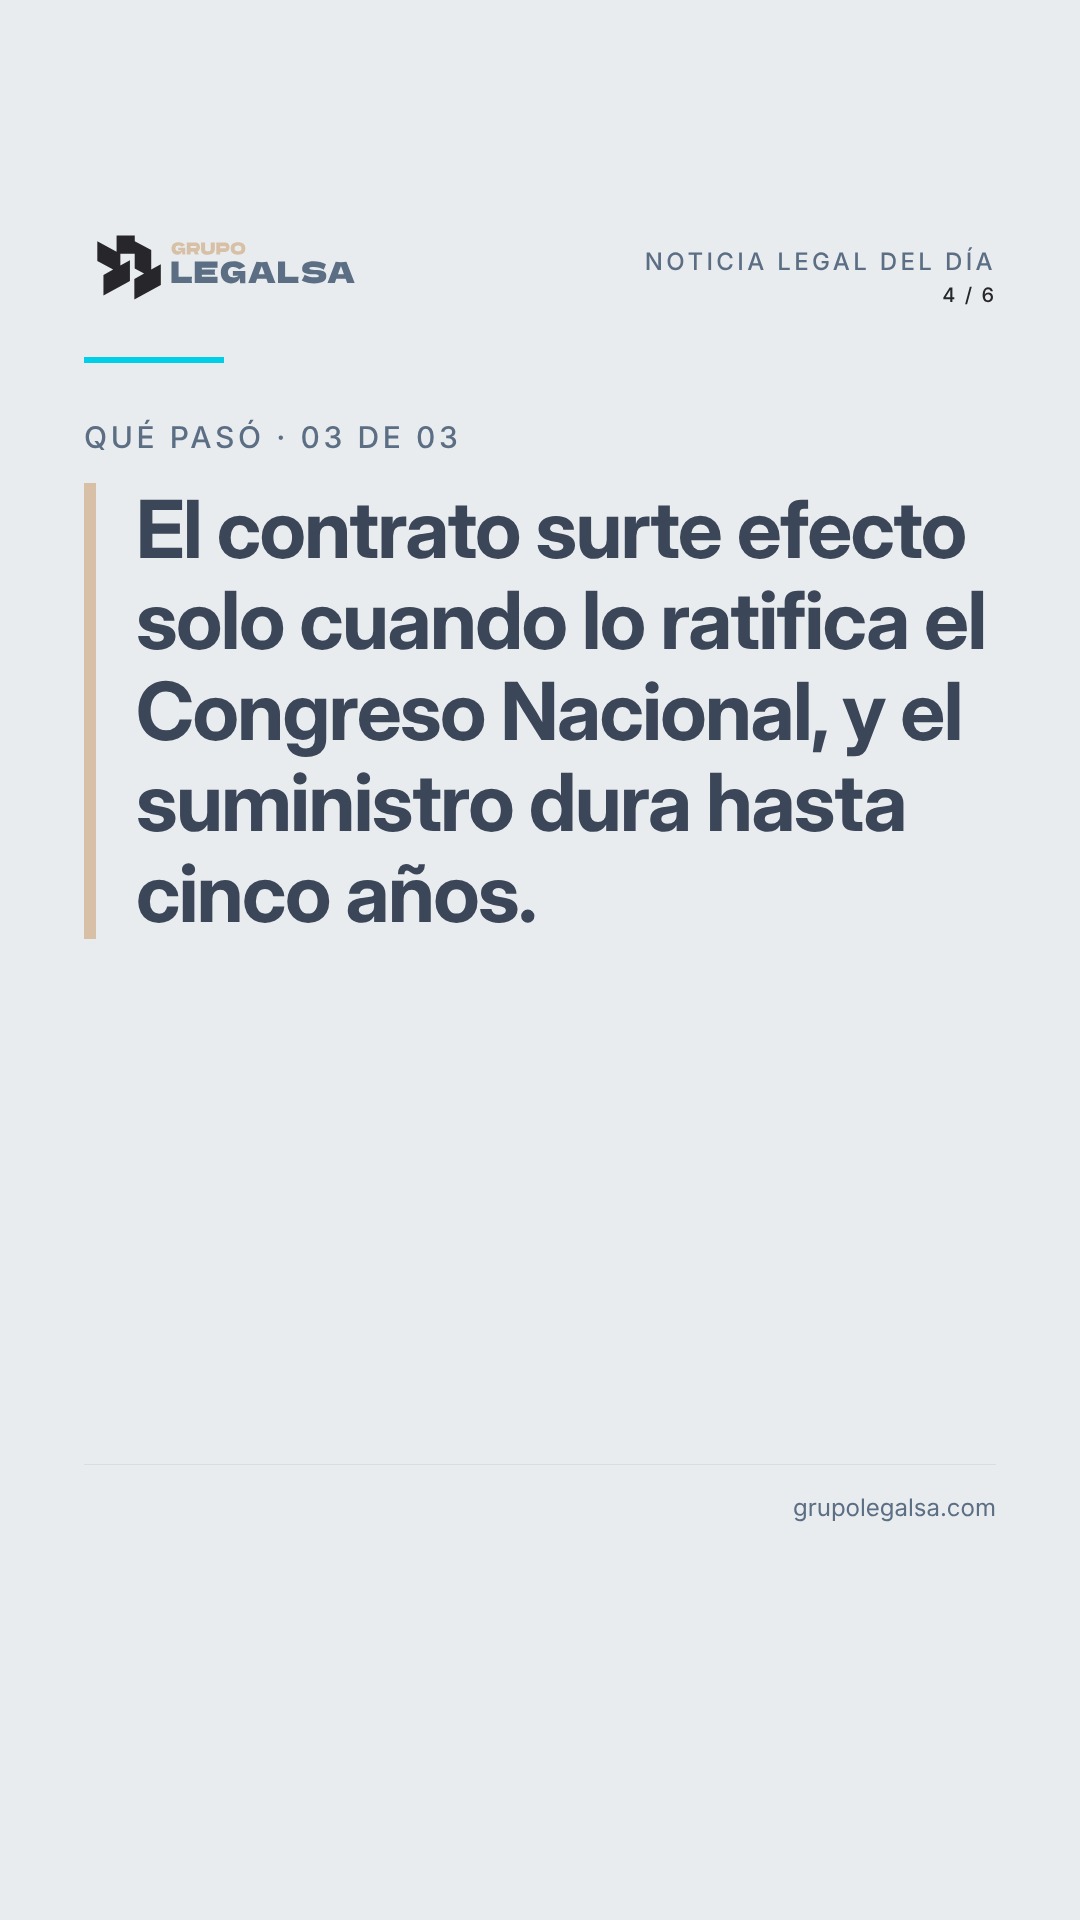 GRUPO
LEGALSA
NOTICIA LEGAL DEL DÍA
4 / 6
QUÉ PASÓ · 03 DE 03
El contrato surte efecto
solo cuando lo ratifica el
Congreso Nacional, y el
suministro dura hasta
cinco años.
grupolegalsa.com